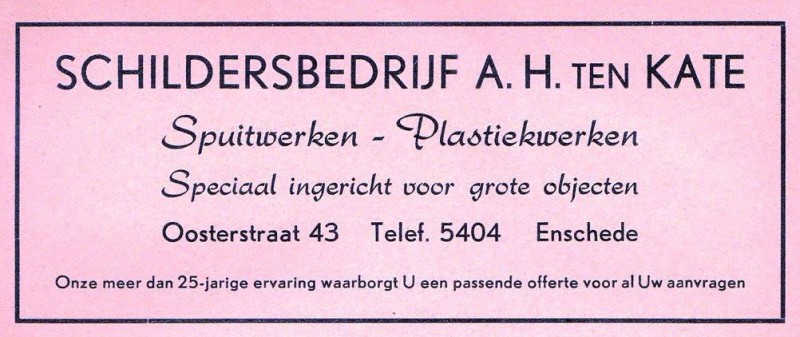 SCHILDERSBEDRIJF A. H. TEN KATE
Spuitwerken - Plastiekwerken
Speciaal ingericht voor grote objecten
Oosterstraat 43 Telef. 5404 Enschede
Onze meer dan 25-jarige ervaring waarborgt U een passende offerte voor al Uw aanvragen